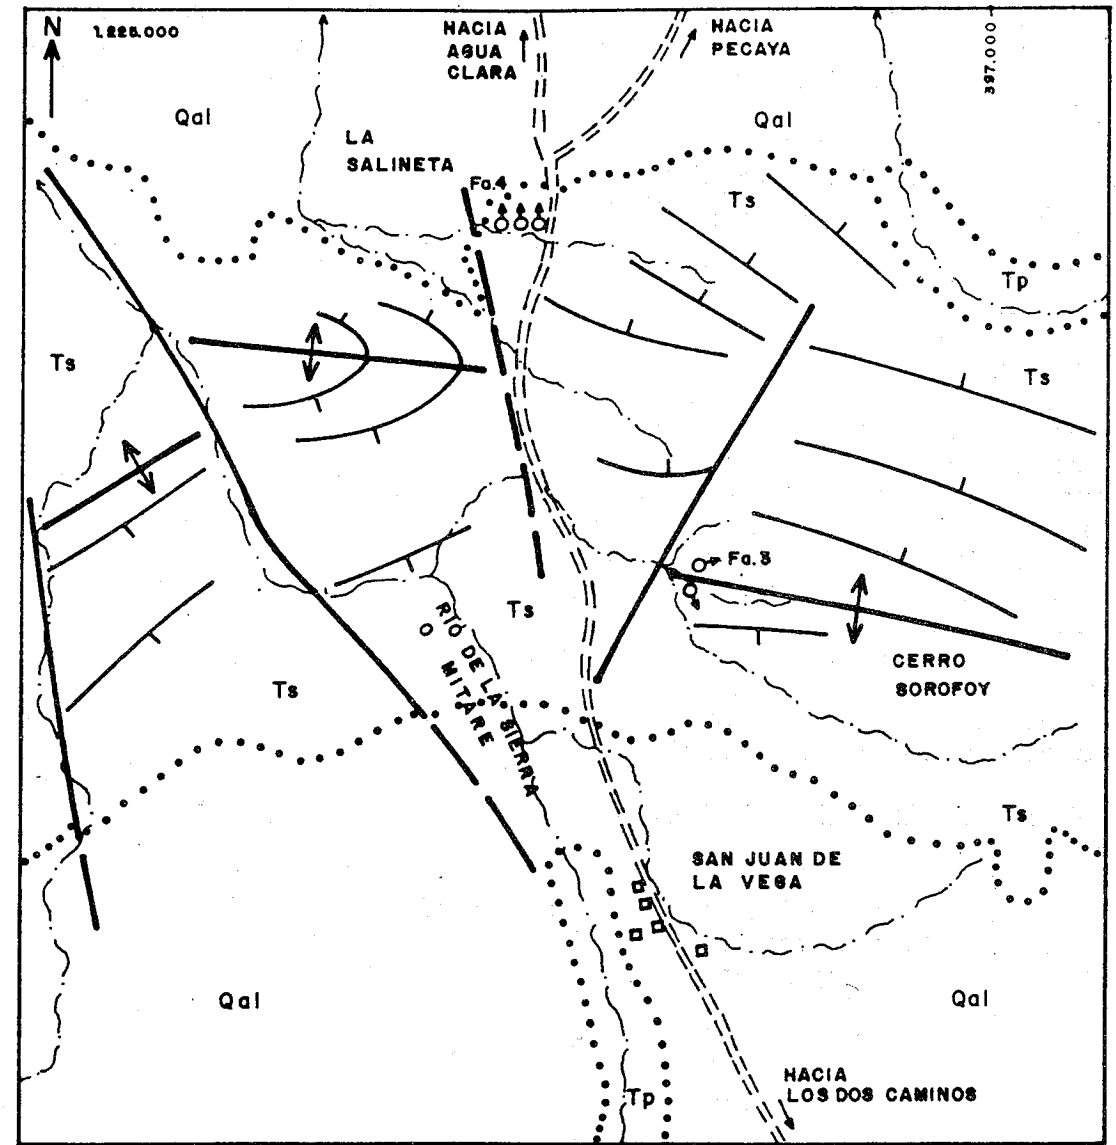 N
1.225.000
HACIA
AGUA
CLARA
HACIA
PECAYA
397.000
Qal
LA
SALINETA
Qal
Fa.4
Ts
Tp
Ts
Ts
Fa.3
Ts
RIO DE LA SIERRA
MITARE
CERRO
SOROFOY
Ts
Ts
SAN JUAN DE
LA VEGA
Qal
Qal
HACIA
LOS DOS CAMINOS
Tp